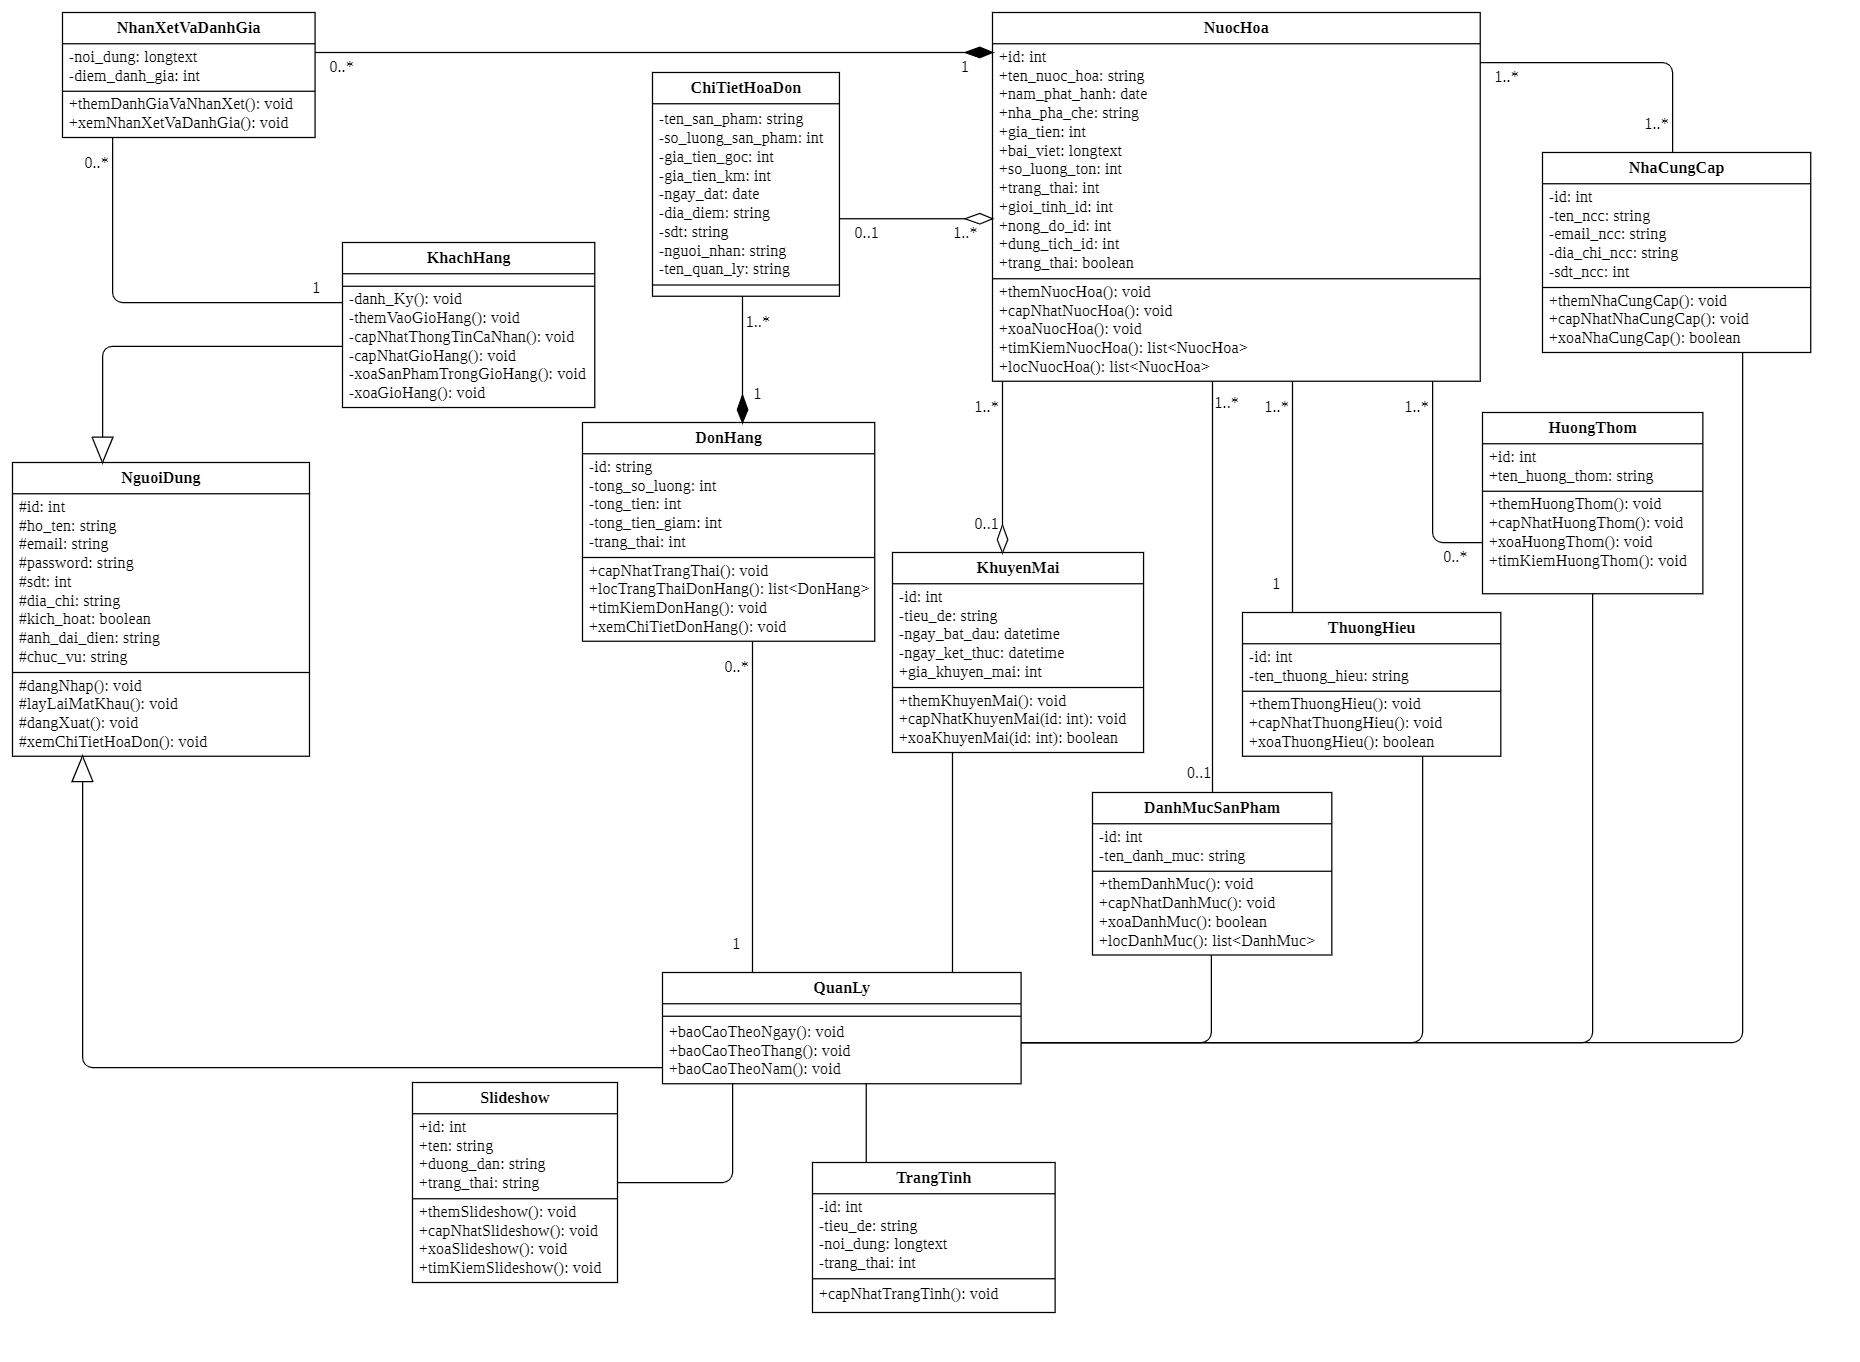 NhanXetVaDanhGia
-noi_dung: longtext
-diem_danh_gia: int
+themDanhGiaVaNhanXet(): void
+xemNhanXetVaDanhGia(): void
0..*
1
0..*
1
ChiTietHoaDon
-ten_san_pham: string
-so_luong_san_pham: int
-gia_tien_goc: int
-gia_tien_km: int
-ngay_dat: date
-dia_diem: string
-sdt: string
-nguoi_nhan: string
-ten_quan_ly: string
0..1
1..*
1..*
1
NuocHoa
+id: int
+ten_nuoc_hoa: string
+nam_phat_hanh: date
+nha_pha_che: string
+gia_tien: int
+bai_viet: longtext
+so_luong_ton: int
+trang_thai: int
+gioi_tinh_id: int
+nong_do_id: int
+dung_tich_id: int
+trang_thai: boolean
+themNuocHoa(): void
+capNhatNuocHoa(): void
+xoaNuocHoa(): void
+timKiemNuocHoa(): list<NuocHoa>
+locNuocHoa(): list<NuocHoa>
1..*
1..*
NhaCungCap
-id: int
-ten_ncc: string
-email_ncc: string
-dia_chi_ncc: string
-sdt_ncc: int
+themNhaCungCap(): void
+capNhatNhaCungCap(): void
+xoaNhaCungCap(): boolean
KhachHang
-danh_Ky(): void
-themVaoGioHang(): void
-capNhatThongTinCaNhan(): void
-capNhatGioHang(): void
-xoaSanPhamTrongGioHang(): void
-xoaGioHang(): void
NguoiDung
#id: int
#ho_ten: string
#email: string
#password: string
#sdt: int
#dia_chi: string
#kich_hoat: boolean
#anh_dai_dien: string
#chuc_vu: string
#dangNhap(): void
#layLaiMatKhau(): void
#dangXuat(): void
#xemChiTietHoaDon(): void
DonHang
-id: string
-tong_so_luong: int
-tong_tien: int
-tong_tien_giam: int
-trang_thai: int
+capNhatTrangThai(): void
+locTrangThaiDonHang(): list<DonHang>
+timKiemDonHang(): void
+xemChiTietDonHang(): void
0..*
1
1..*
1..*
1..*
1..*
0..1
KhuyenMai
-id: int
-tieu_de: string
-ngay_bat_dau: datetime
-ngay_ket_thuc: datetime
+gia_khuyen_mai: int
+themKhuyenMai(): void
+capNhatKhuyenMai(id: int): void
+xoaKhuyenMai(id: int): boolean
HuongThom
+id: int
+ten_huong_thom: string
+themHuongThom(): void
+capNhatHuongThom(): void
+xoaHuongThom(): void
+timKiemHuongThom(): void
0..*
1
ThuongHieu
-id: int
-ten_thuong_hieu: string
+themThuongHieu(): void
+capNhatThuongHieu(): void
+xoaThuongHieu(): boolean
0..1
DanhMucSanPham
-id: int
-ten_danh_muc: string
+themDanhMuc(): void
+capNhatDanhMuc(): void
+xoaDanhMuc(): boolean
+locDanhMuc(): list<DanhMuc>
QuanLy
+baoCaoTheoNgay(): void
+baoCaoTheoThang(): void
+baoCaoTheoNam(): void
Slideshow
+id: int
+ten: string
+duong_dan: string
+trang_thai: string
+themSlideshow(): void
+capNhatSlideshow(): void
+xoaSlideshow(): void
+timKiemSlideshow(): void
TrangTinh
-id: int
-tieu_de: string
-noi_dung: longtext
-trang_thai: int
+capNhatTrangTinh(): void